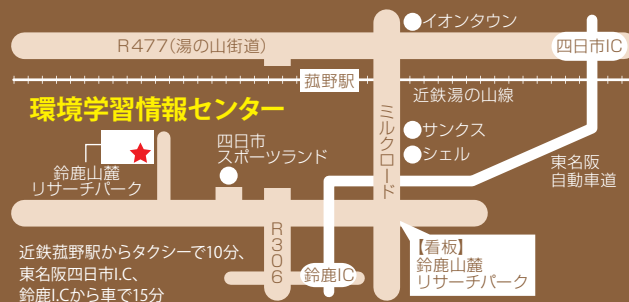 イオンタウン
R477(湯の山街道)
四日市IC
菰野駅
近鉄湯の山線
環境学習情報センター
ミルクロード
サンクス
シェル
四日市
スポーツランド
東名阪
自動車道
鈴鹿山麓
リサーチパーク
R306
鈴鹿IC
【看板】
鈴鹿山麓
リサーチパーク
近鉄菰野駅からタクシーで10分、
東名阪四日市I.C、
鈴鹿I.Cから車で15分